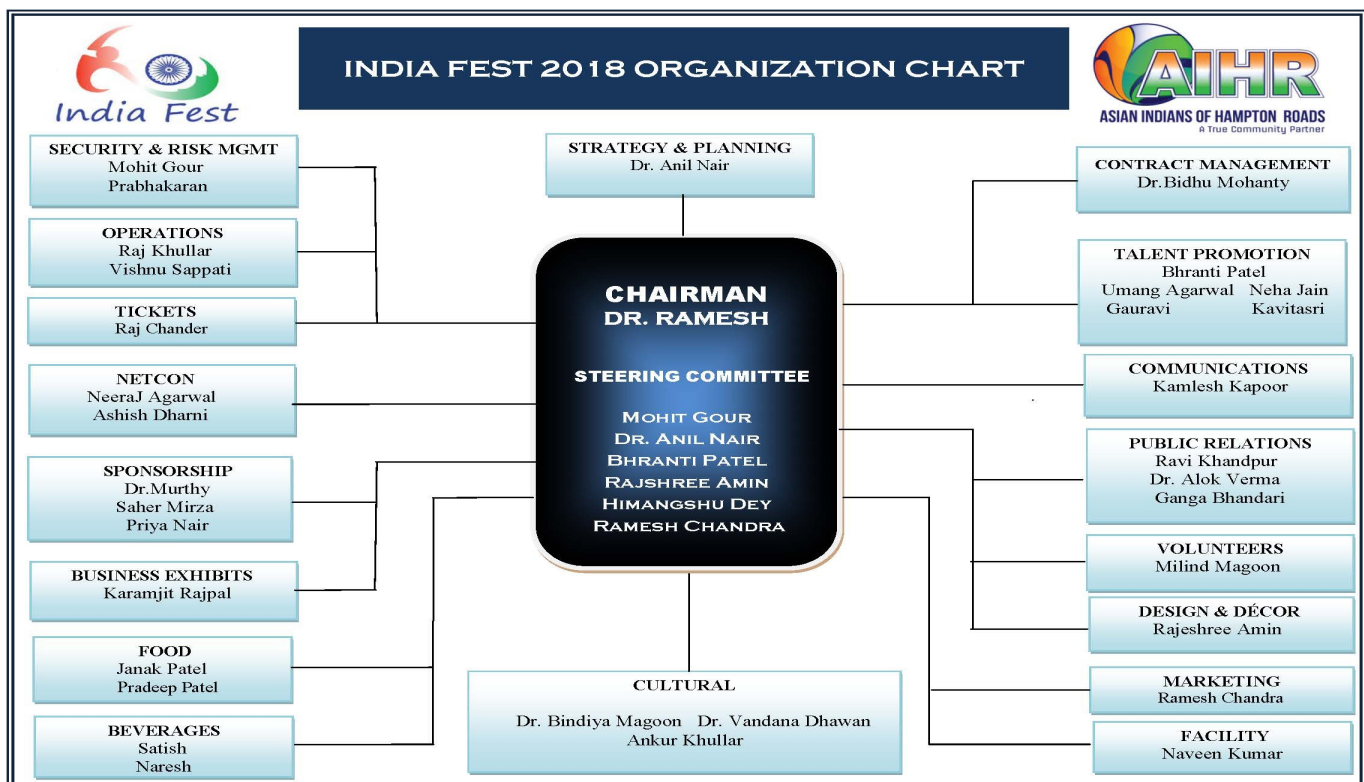 India Fest
INDIA FEST 2018 ORGANIZATION CHART
AIHR
ASIAN INDIANS OF HAMPTON ROADS
A True Community Partner
SECURITY & RISK MGMT
Mohit Gour
Prabhakaran
OPERATIONS
Raj Khullar
Vishnu Sappati
TICKETS
Raj Chander
NETCON
NeeraJ Agarwal
Ashish Dharni
SPONSORSHIP
Dr.Murthy
Saher Mirza
Priya Nair
BUSINESS EXHIBITS
Karamjit Rajpal
FOOD
Janak Patel
Pradeep Patel
BEVERAGES
Satish
Naresh
STRATEGY & PLANNING
Dr. Anil Nair
CHAIRMAN
DR. RAMESH
STEERING COMMITTEE
MOHIT GOUR
DR. ANIL NAIR
BHRANTI PATEL
RAJSHREE AMIN
HIMANGSHU DEY
RAMESH CHANDRA
CULTURAL
Dr. Bindiya Magoon Dr. Vandana Dhawan
Ankur Khullar
CONTRACT MANAGEMENT
Dr.Bidhu Mohanty
TALENT PROMOTION
Bhranti Patel
Umang Agarwal Neha Jain
Gauravi Kavitasri
COMMUNICATIONS
Kamlesh Kapoor
PUBLIC RELATIONS
Ravi Khandpur
Dr. Alok Verma
Ganga Bhandari
VOLUNTEERS
Milind Magoon
DESIGN & DÉCOR
Rajeshree Amin
MARKETING
Ramesh Chandra
FACILITY
Naveen Kumar